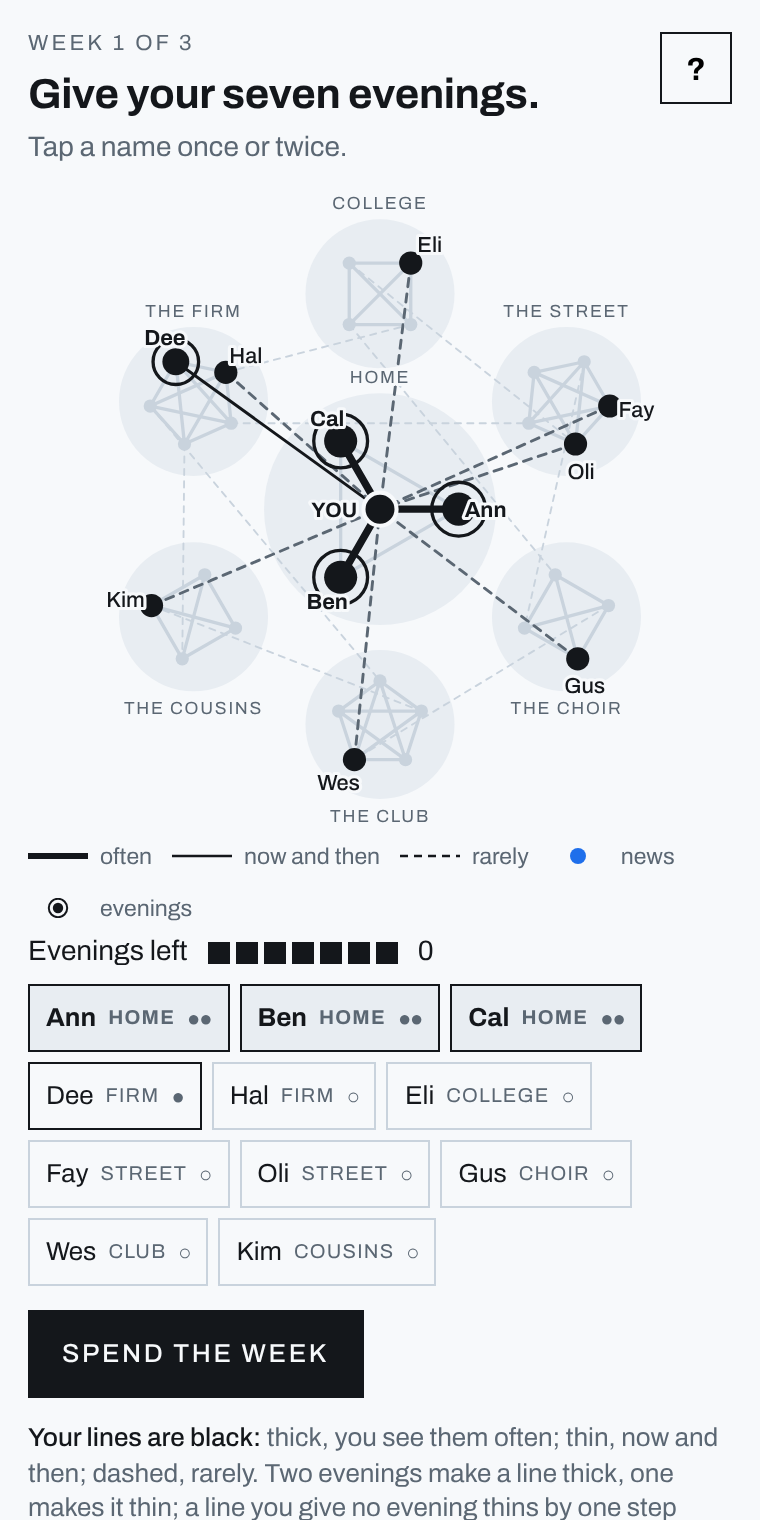 WEEK 1 OF 3
?
Give your seven evenings.
Tap a name once or twice.
COLLEGE
Eli
THE FIRM
THE STREET
Dee
Hal
HOME
Fay
Cal
Oli
YOU
Ann
Ben
Kim
Gus
THE COUSINS
THE CHOIR
Wes
THE CLUB
often
now and then
rarely
news
evenings
Evenings left 0
Ann HOME
Ben HOME
Cal HOME
Dee FIRM
Hal FIRM
Eli COLLEGE
Fay STREET
Oli STREET
Gus CHOIR
Wes CLUB
Kim COUSINS
SPEND THE WEEK
Your lines are black: thick, you see them often; thin, now and
then; dashed, rarely. Two evenings make a line thick, one
makes it thin; a line you give no evening thins by one step